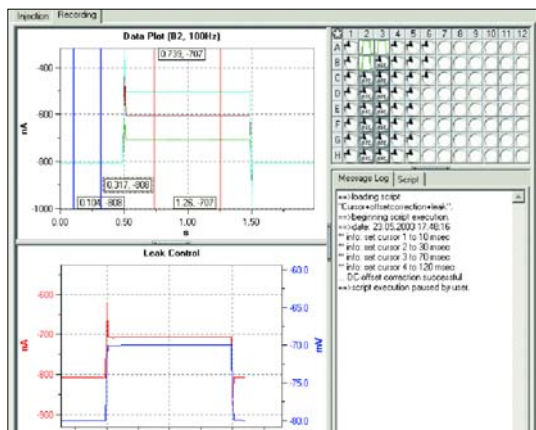 Injection Recording
Data Plot (B2, 100Hz)
0.739, -707
-400
-600
-800
-1000
nA
0.317, -808
0.104, -808
1.26, -707
0.00 0.50 1.00 1.50
s
Leak Control
-600
-700
-800
-900
nA
-60.0
-65.0
-70.0
-75.0
-80.0
mV
1 2 3 4 5 6 7 8 9 10 11 12
A
B
C
D
E
F
G
H
Message Log Script
==>loading script
"Cursor+offsetcorrection+leak".
==>beginning script execution.
==>date: 23.05.2003 17:48:16
** info: set cursor 1 to 10 msec
** info: set cursor 2 to 30 msec
** info: set cursor 3 to 70 msec
** info: set cursor 4 to 120 msec
... DC offset correction successful
==>script execution paused by user.